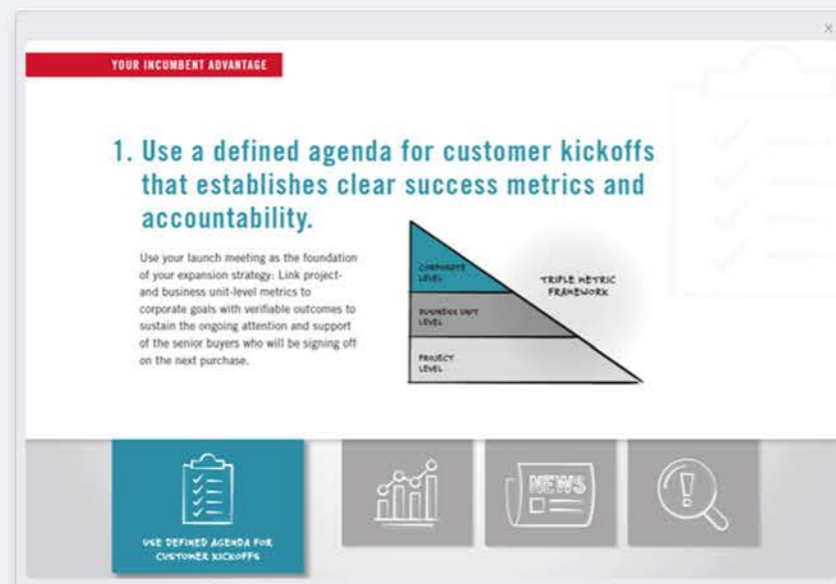 YOUR INCUMBENT ADVANTAGE
1. Use a defined agenda for customer kickoffs
that establishes clear success metrics and
accountability.
Use your launch meeting as the foundation
of your expansion strategy: Link project-
and business unit-level metrics to
corporate goals with verifiable outcomes to
sustain the ongoing attention and support
of the senior buyers who will be signing off
on the next purchase.
CORPORATE
LEVEL
TRIPLE METRIC
FRAMEWORK
BUSINESS UNIT
LEVEL
PROJECT
LEVEL
NEWS
USE DEFINED AGENDA FOR
CUSTOMER KICKOFFS